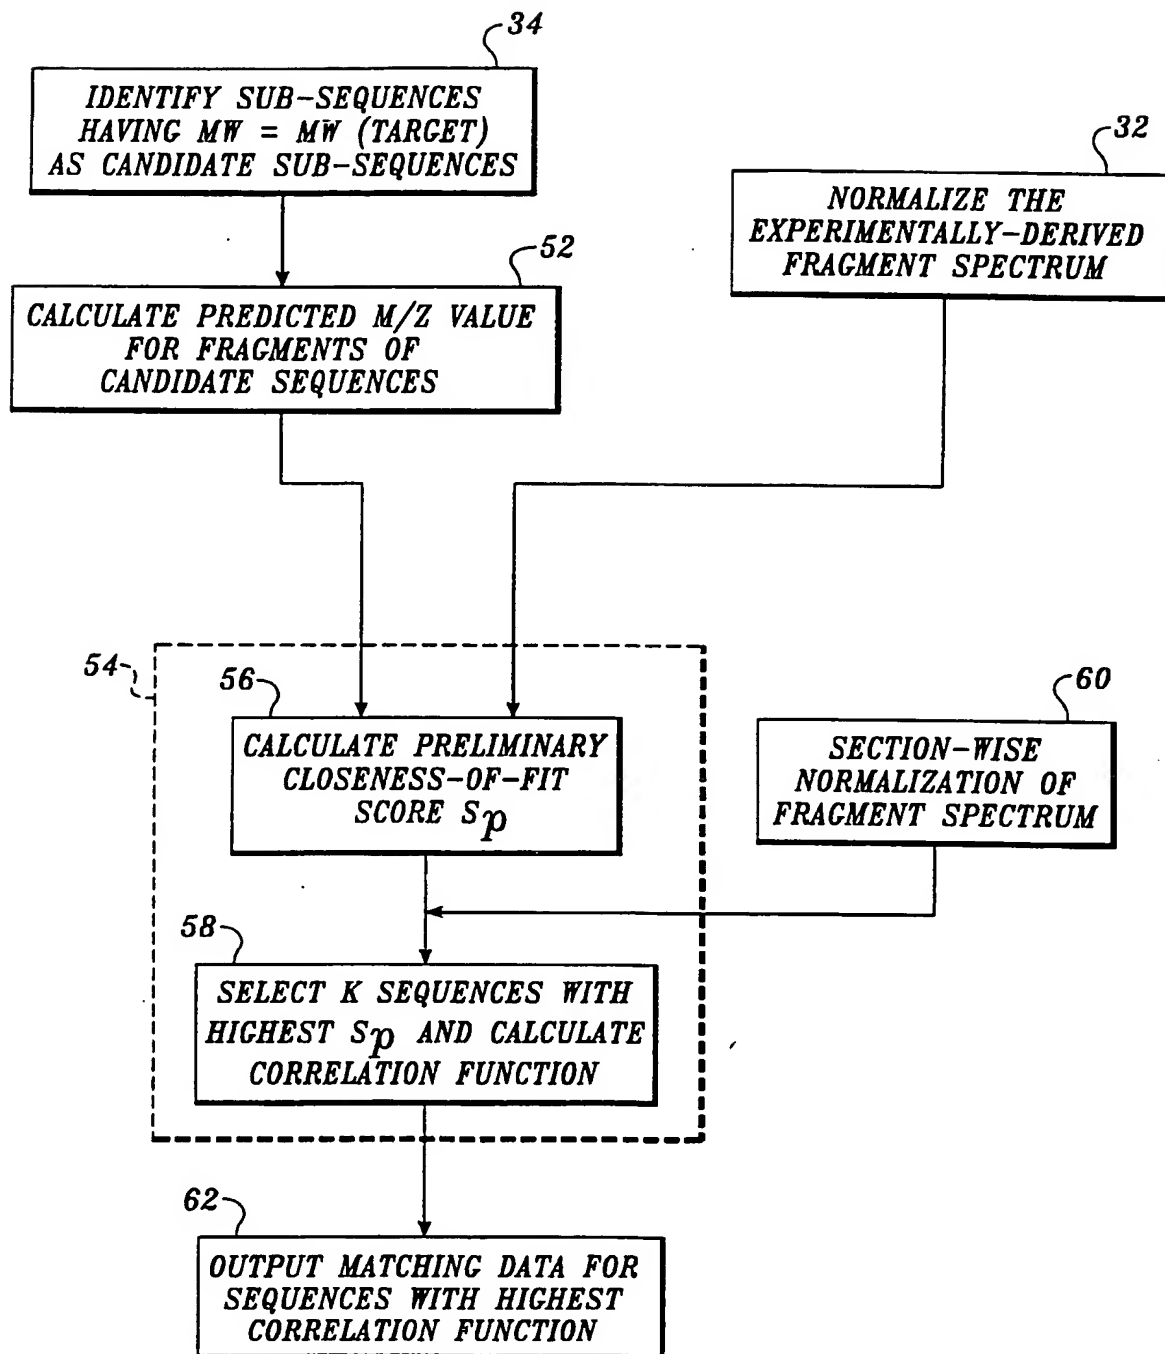 34
IDENTIFY SUB-SEQUENCES
HAVING MW = MW (TARGET)
AS CANDIDATE SUB-SEQUENCES
32
NORMALIZE THE
EXPERIMENTALLY-DERIVED
FRAGMENT SPECTRUM
52
CALCULATE PREDICTED M/Z VALUE
FOR FRAGMENTS OF
CANDIDATE SEQUENCES
54
56
CALCULATE PRELIMINARY
CLOSENESS-OF-FIT
SCORE Sp
60
SECTION-WISE
NORMALIZATION OF
FRAGMENT SPECTRUM
58
SELECT K SEQUENCES WITH
HIGHEST Sp AND CALCULATE
CORRELATION FUNCTION
62
OUTPUT MATCHING DATA FOR
SEQUENCES WITH HIGHEST
CORRELATION FUNCTION